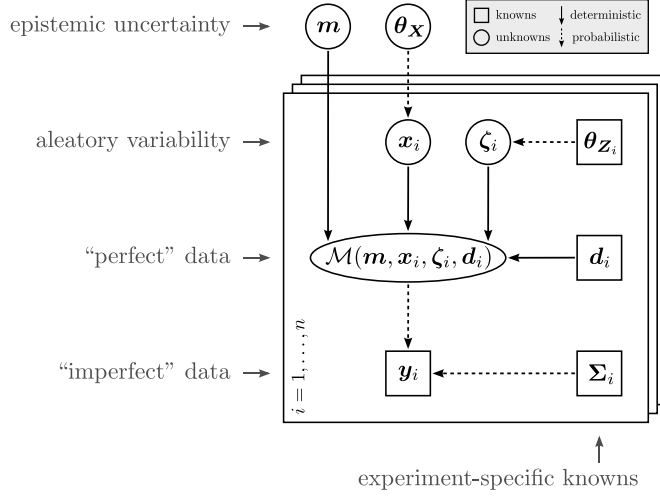 epistemic uncertainty
m
θ_X
knowns
deterministic
unknowns
probabilistic
aleatory variability
x_i
ζ_i
θ_{Z_i}
“perfect” data
ℳ(m, x_i, ζ_i, d_i)
d_i
i = 1, . . . , n
“imperfect” data
y_i
Σ_i
experiment-specific knowns